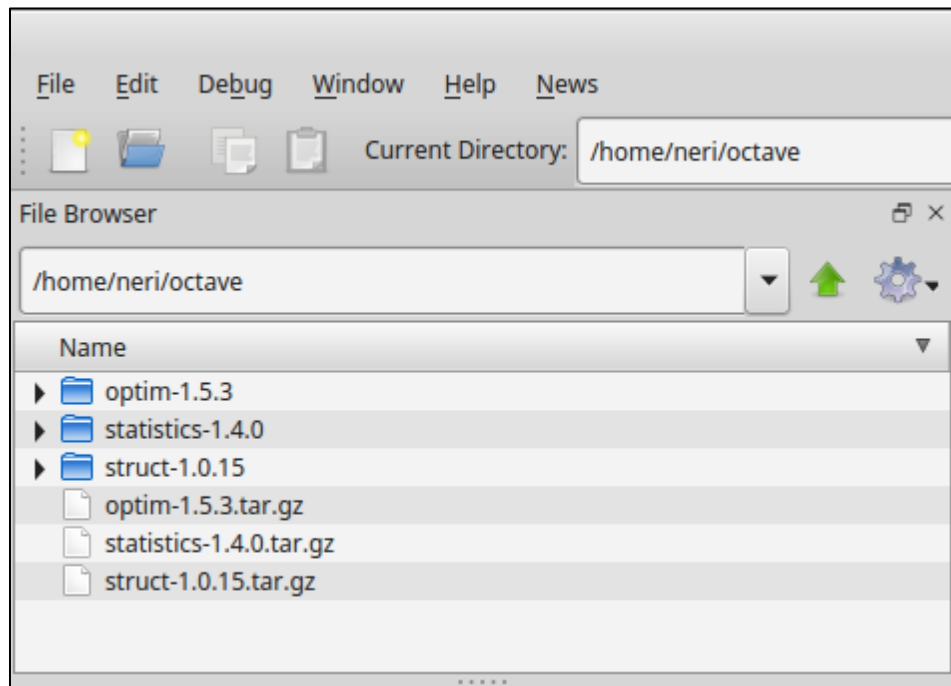 File Edit Debug Window Help News
Current Directory: /home/neri/octave
File Browser
/home/neri/octave
Name
optim-1.5.3
statistics-1.4.0
struct-1.0.15
optim-1.5.3.tar.gz
statistics-1.4.0.tar.gz
struct-1.0.15.tar.gz